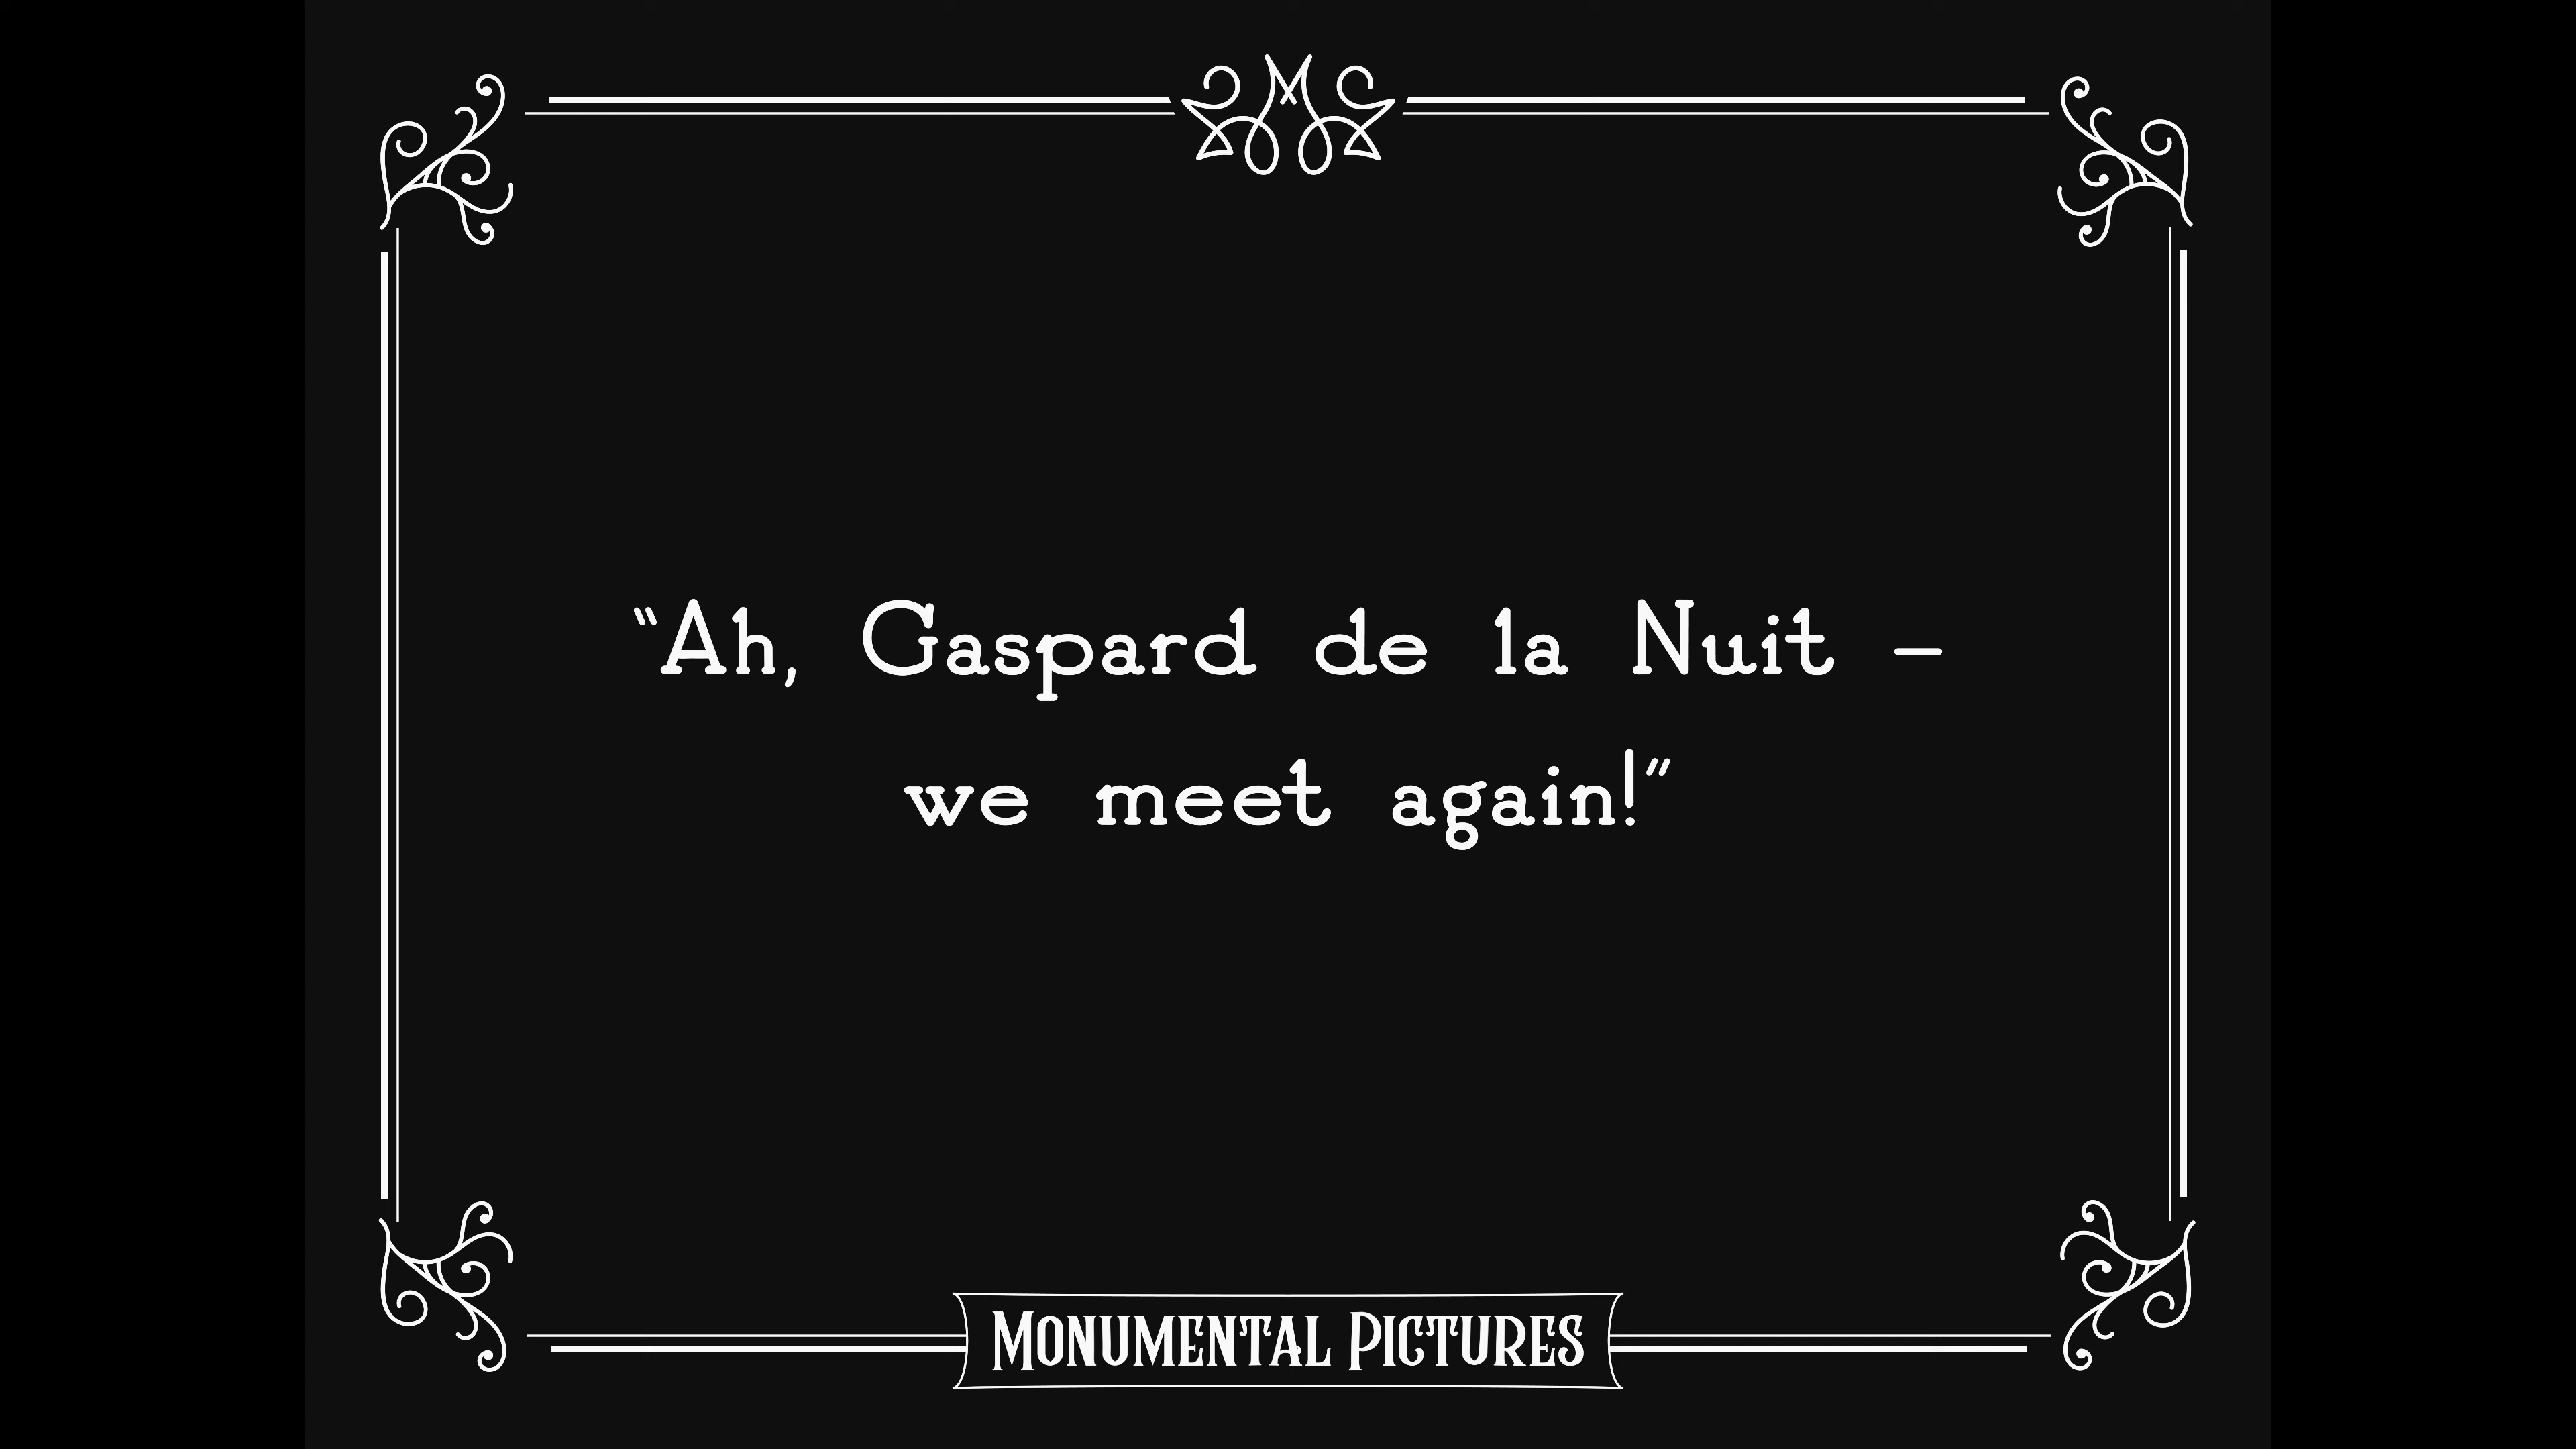 “Ah, Gaspard de la Nuit –
we meet again!”
MONUMENTAL PICTURES